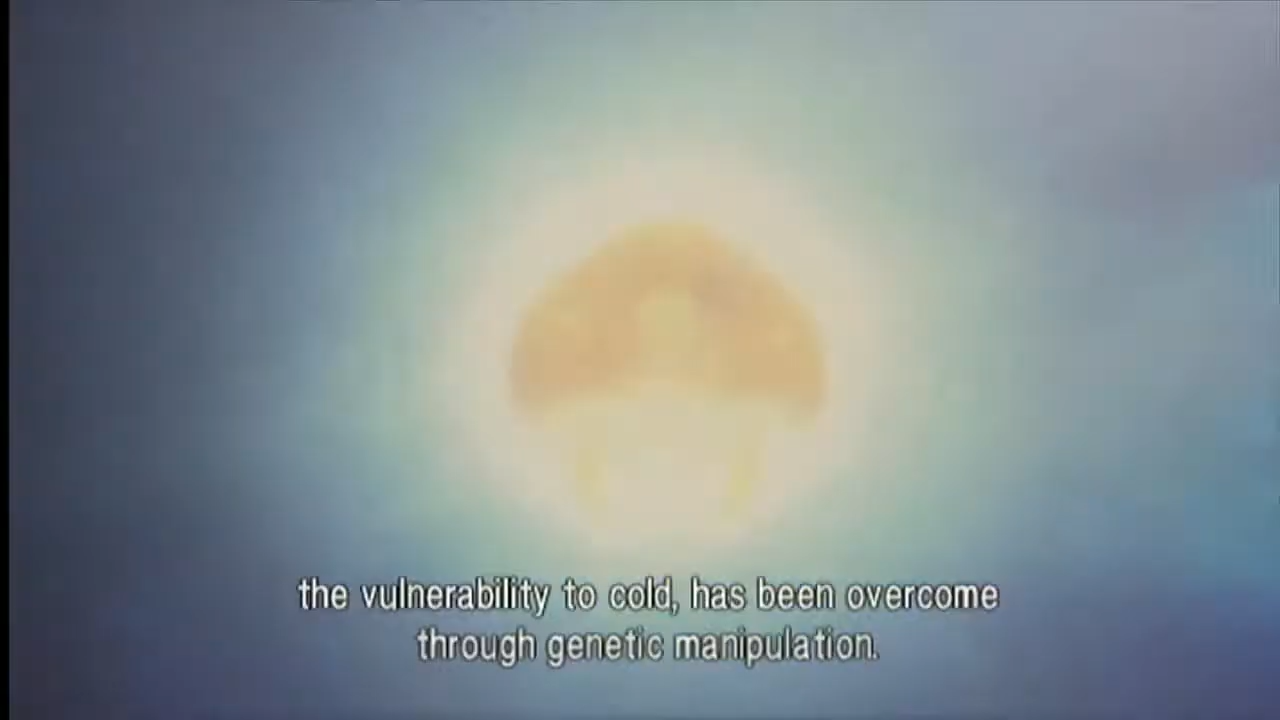 the vulnerability to cold, has been overcome
through genetic manipulation.